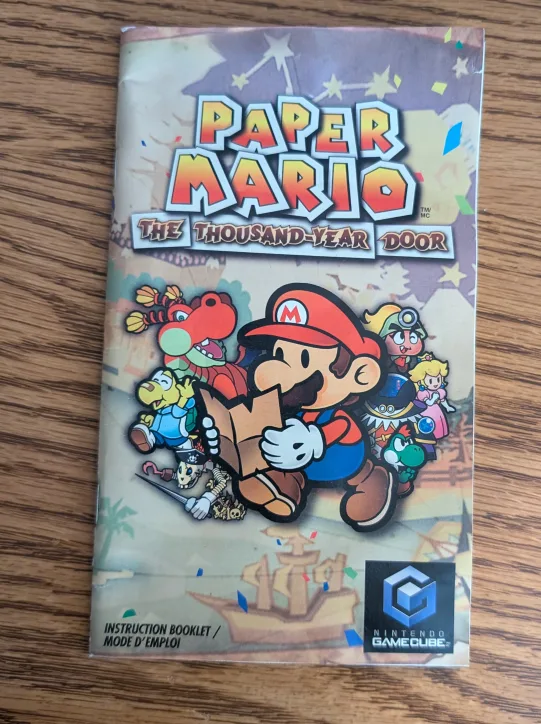 PAPER
MARIO
TM/
MC
THE THOUSAND-YEAR DOOR
M
INSTRUCTION BOOKLET /
MODE D'EMPLOI
NINTENDO
GAMECUBE